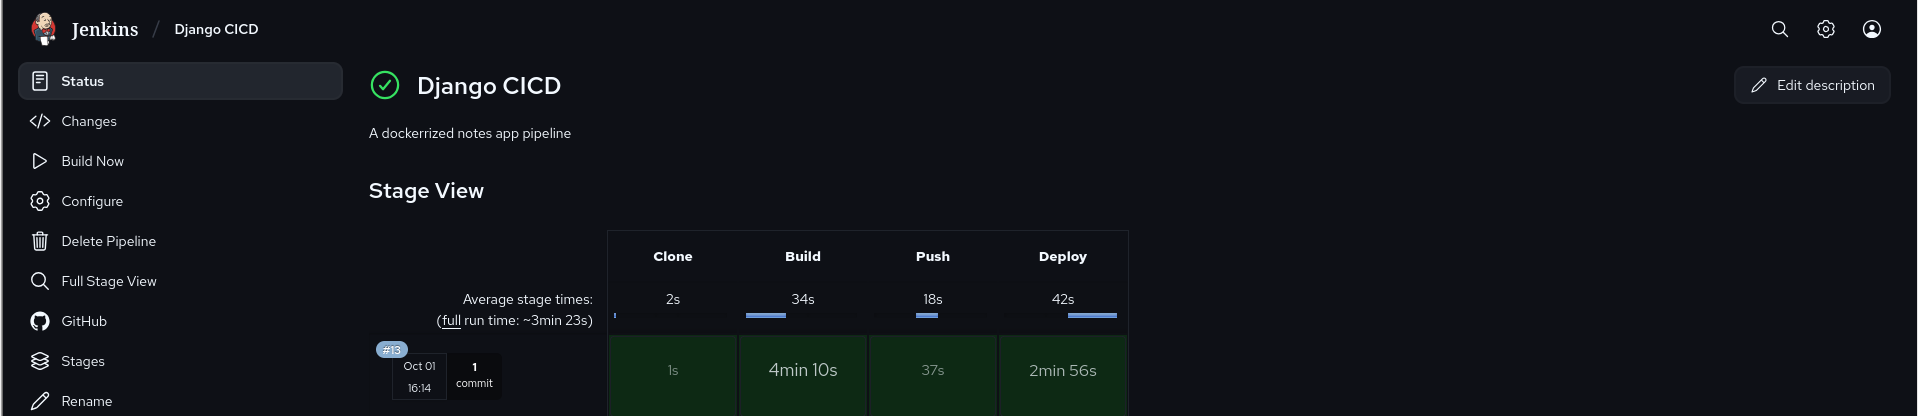 Jenkins / Django CICD
Status
Changes
Build Now
Configure
Delete Pipeline
Full Stage View
GitHub
Stages
Rename
Django CICD
Edit description
A dockerrized notes app pipeline
Stage View
Clone Build Push Deploy
Average stage times: 2s 34s 18s 42s
(full run time: ~3min 23s)
#13
Oct 01
16:14
1
commit
1s 4min 10s 37s 2min 56s